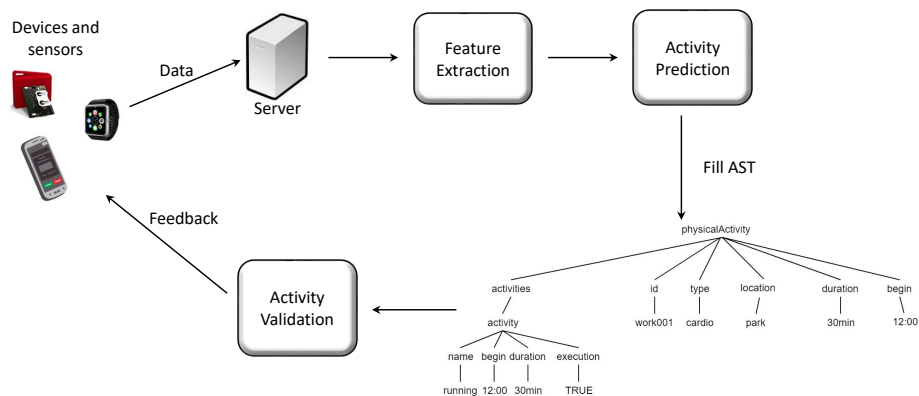 Devices and
sensors
Data
Server
Feature
Extraction
Activity
Prediction
Fill AST
Feedback
Activity
Validation
physicalActivity
activities id type location duration begin
activity work001 cardio park 30min 12:00
name begin duration execution
running 12:00 30min TRUE